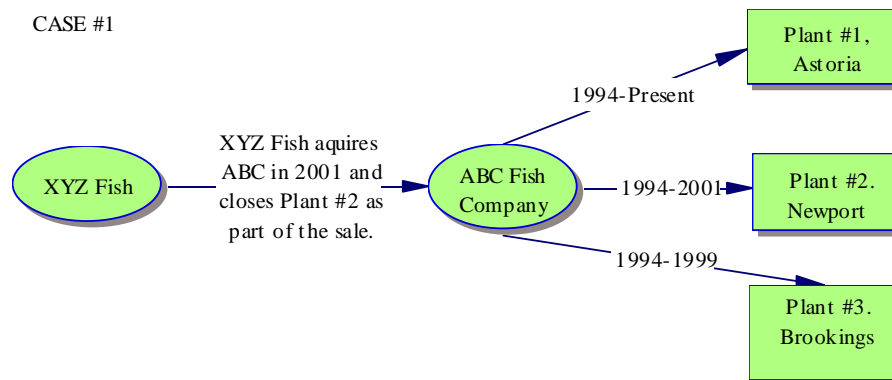 CASE #1
Plant #1,
Astoria
1994-Present
XYZ Fish
XYZ Fish aquires
ABC in 2001 and
closes Plant #2 as
part of the sale.
ABC Fish
Company
1994-2001
Plant #2.
Newport
1994-1999
Plant #3.
Brookings